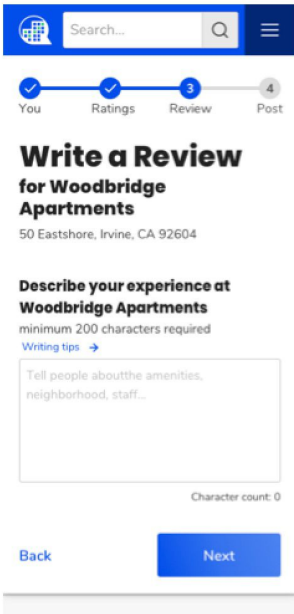 Search...
3
4
You
Ratings
Review
Post
Write a Review
for Woodbridge
Apartments
50 Eastshore, Irvine, CA 92604
Describe your experience at
Woodbridge Apartments
minimum 200 characters required
Writing tips →
Tell people aboutthe amenities,
neighborhood, staff...
Character count: 0
Back
Next